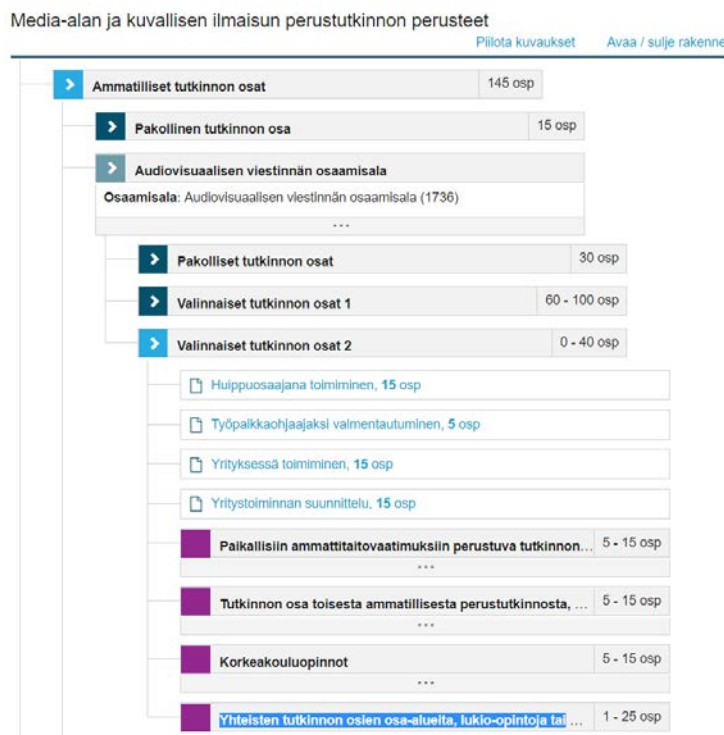 Media-alan ja kuvallisen ilmaisun perustutkinnon perusteet
Piilota kuvaukset Avaa / sulje rakenne
Ammatilliset tutkinnon osat 145 osp
Pakollinen tutkinnon osa 15 osp
Audiovisuaalisen viestinnän osaamisala
Osaamisala: Audiovisuaalisen viestinnän osaamisala (1736)
...
Pakolliset tutkinnon osat 30 osp
Valinnaiset tutkinnon osat 1 60 - 100 osp
Valinnaiset tutkinnon osat 2 0 - 40 osp
Huippuosaajana toimiminen, 15 osp
Työpaikkaohjaajaksi valmentautuminen, 5 osp
Yrityksessä toimiminen, 15 osp
Yritystoiminnan suunnittelu, 15 osp
Paikallisiin ammattitaitovaatimuksiin perustuva tutkinnon... 5 - 15 osp
...
Tutkinnon osa toisesta ammatillisesta perustutkinnosta, ... 5 - 15 osp
...
Korkeakouluopinnot 5 - 15 osp
...
Yhteisten tutkinnon osien osa-alueita, lukio-opintoja tai ... 1 - 25 osp